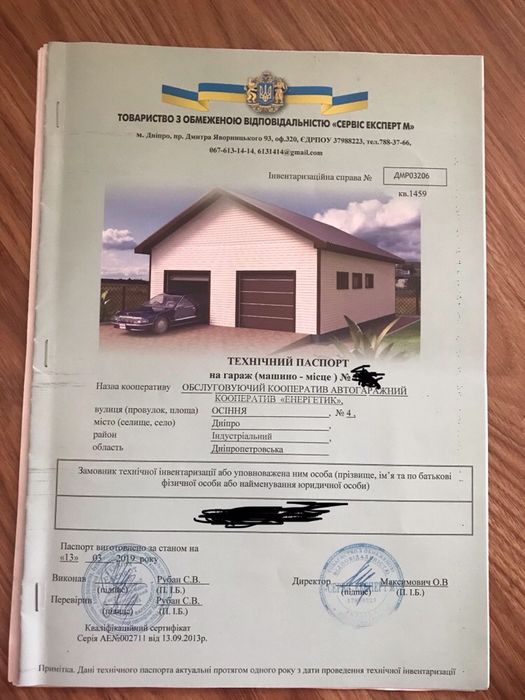 ТОВАРИСТВО З ОБМЕЖЕНОЮ ВІДПОВІДАЛЬНІСТЮ «СЕРВІС ЕКСПЕРТ М»
м. Дніпро, пр. Дмитра Яворницького 93, оф.320, ЄДРПОУ 37988223, тел.788-37-66,
067-613-14-14, 6131414@gmail.com
Інвентаризаційна справа № ДМР03206
кв.1459
ТЕХНІЧНИЙ ПАСПОРТ
на гараж (машино - місце ) №
Назва кооперативу ОБСЛУГОВУЮЧИЙ КООПЕРАТИВ АВТОГАРАЖНИЙ
КООПЕРАТИВ «ЕНЕРГЕТИК»,
вулиця (провулок, площа) ОСІННЯ , № 4 ,
місто (селище, село) Дніпро
район Індустріальний ,
область Дніпропетровська
Замовник технічної інвентаризації або уповноважена ним особа (прізвище, ім’я та по батькові
фізичної особи або найменування юридичної особи)
Паспорт виготовлено за станом на
«13» 03 2019 року
Виконав Рубан С.В. Директор Максимович О.В
(підпис) (П. І.Б.) (підпис) (П. І.Б.)
Перевірив Рубан С.В.
(підпис) (П. І.Б.)
Кваліфікаційний сертифікат
Серія АЕ№002711 від 13.09.2013р.
Примітка. Дані технічного паспорта актуальні протягом одного року з дати проведення технічної інвентаризації